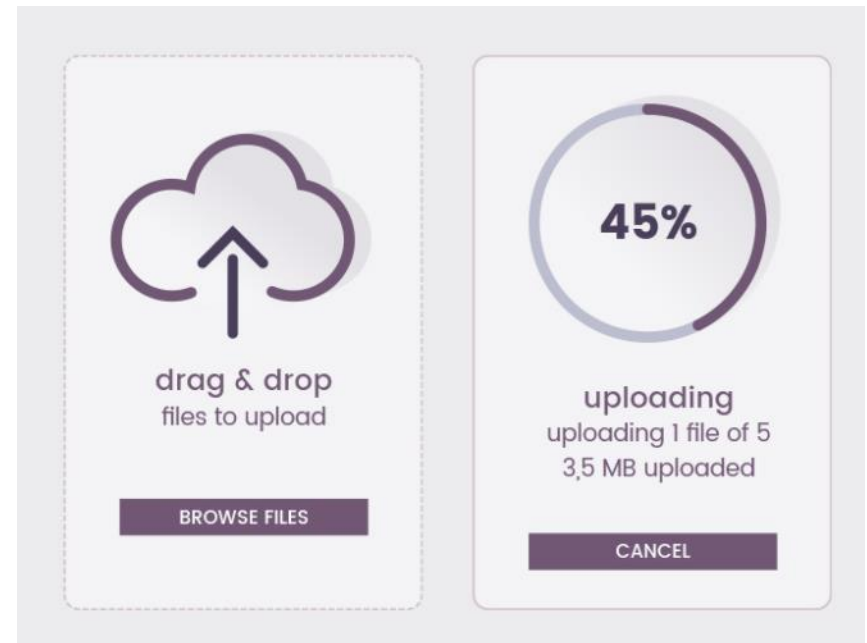 drag & drop
files to upload
BROWSE FILES
45%
uploading
uploading 1 file of 5
3,5 MB uploaded
CANCEL